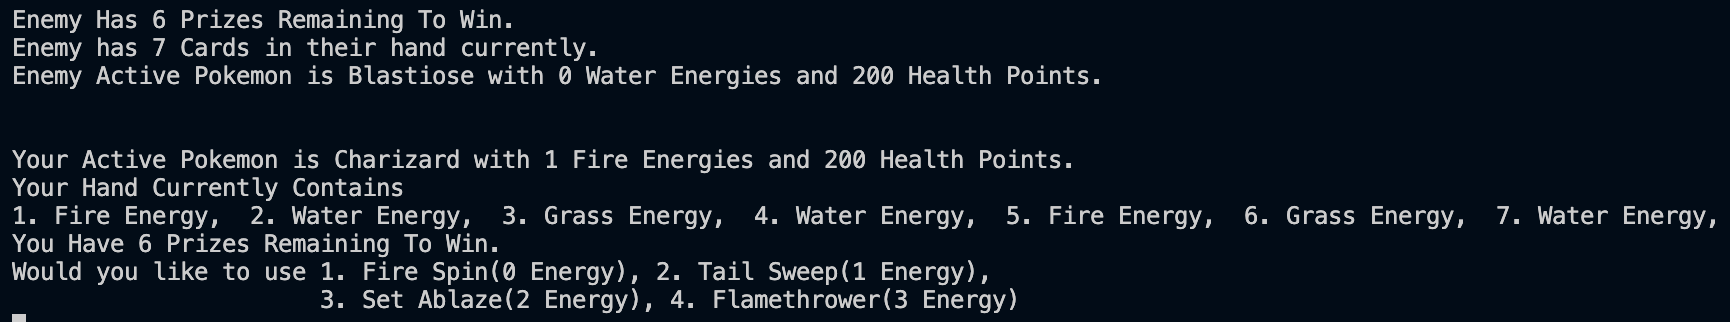 Enemy Has 6 Prizes Remaining To Win.
Enemy has 7 Cards in their hand currently.
Enemy Active Pokemon is Blastiose with 0 Water Energies and 200 Health Points.
Your Active Pokemon is Charizard with 1 Fire Energies and 200 Health Points.
Your Hand Currently Contains
1. Fire Energy,  2. Water Energy,  3. Grass Energy,  4. Water Energy,  5. Fire Energy,  6. Grass Energy,  7. Water Energy,
You Have 6 Prizes Remaining To Win.
Would you like to use 1. Fire Spin(0 Energy), 2. Tail Sweep(1 Energy),
3. Set Ablaze(2 Energy), 4. Flamethrower(3 Energy)